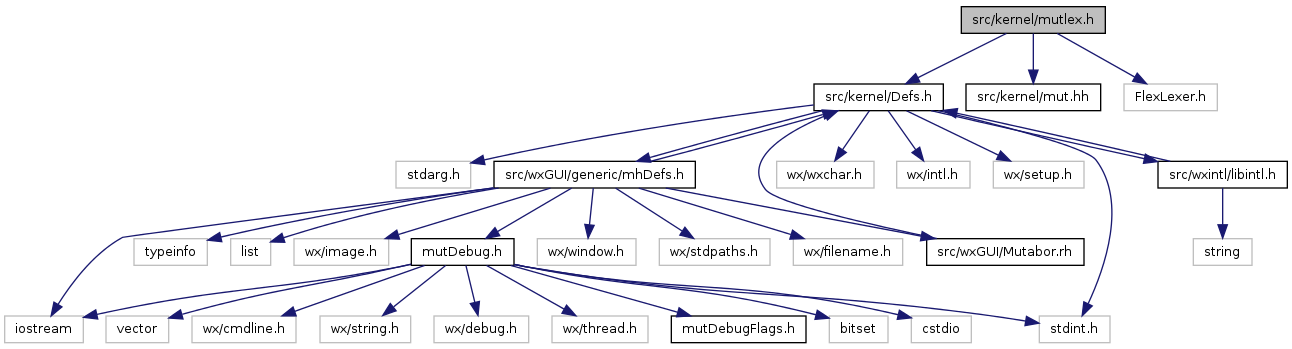 src/kernel/mutlex.h
src/kernel/Defs.h
src/kernel/mut.hh
FlexLexer.h
stdarg.h
src/wxGUI/generic/mhDefs.h
wx/wxchar.h
wx/intl.h
wx/setup.h
src/wxintl/libintl.h
typeinfo
list
wx/image.h
mutDebug.h
wx/window.h
wx/stdpaths.h
wx/filename.h
src/wxGUI/Mutabor.rh
string
iostream
vector
wx/cmdline.h
wx/string.h
wx/debug.h
wx/thread.h
mutDebugFlags.h
bitset
cstdio
stdint.h